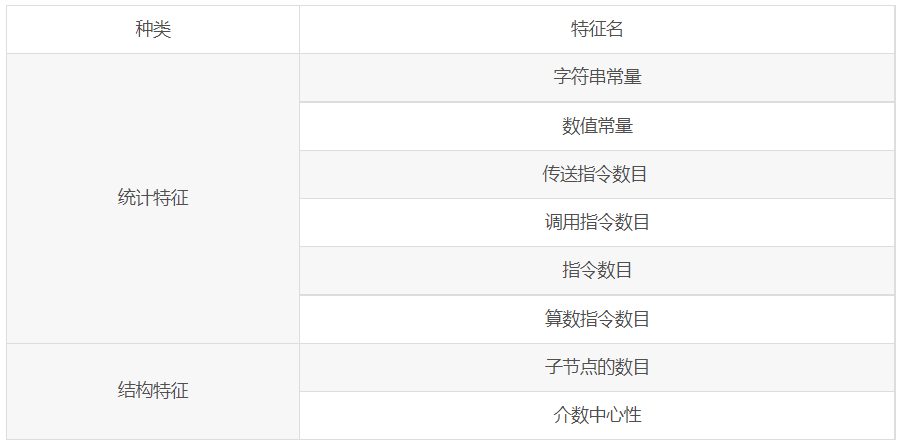 种类 特征名
字符串常量
数值常量
传送指令数目
统计特征
调用指令数目
指令数目
算数指令数目
子节点的数目
结构特征
介数中心性